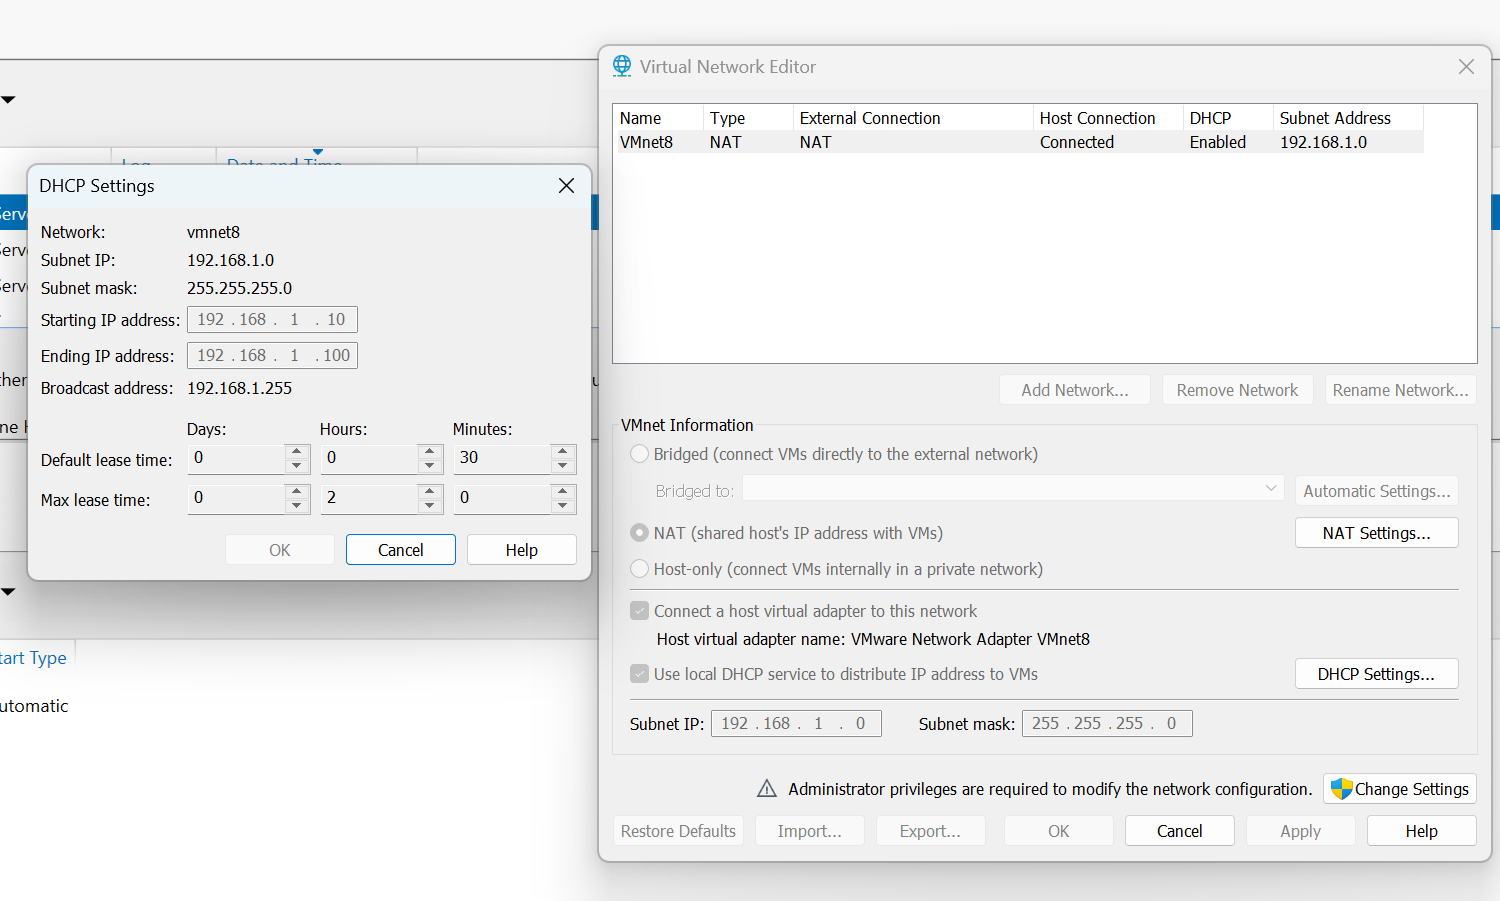 Virtual Network Editor
Name Type External Connection Host Connection DHCP Subnet Address
VMnet8 NAT NAT Connected Enabled 192.168.1.0
Add Network... Remove Network Rename Network...
VMnet Information
Bridged (connect VMs directly to the external network)
Bridged to: Automatic Settings...
NAT (shared host's IP address with VMs) NAT Settings...
Host-only (connect VMs internally in a private network)
Connect a host virtual adapter to this network
Host virtual adapter name: VMware Network Adapter VMnet8
Use local DHCP service to distribute IP address to VMs DHCP Settings...
Subnet IP: 192 . 168 . 1 . 0 Subnet mask: 255 . 255 . 255 . 0
Administrator privileges are required to modify the network configuration. Change Settings
Restore Defaults Import... Export... OK Cancel Apply Help
Date and Time
DHCP Settings
Network: vmnet8
Subnet IP: 192.168.1.0
Subnet mask: 255.255.255.0
Starting IP address: 192 . 168 . 1 . 10
Ending IP address: 192 . 168 . 1 . 100
Broadcast address: 192.168.1.255
Days: Hours: Minutes:
Default lease time: 0 0 30
Max lease time: 0 2 0
OK Cancel Help
tart Type
utomatic